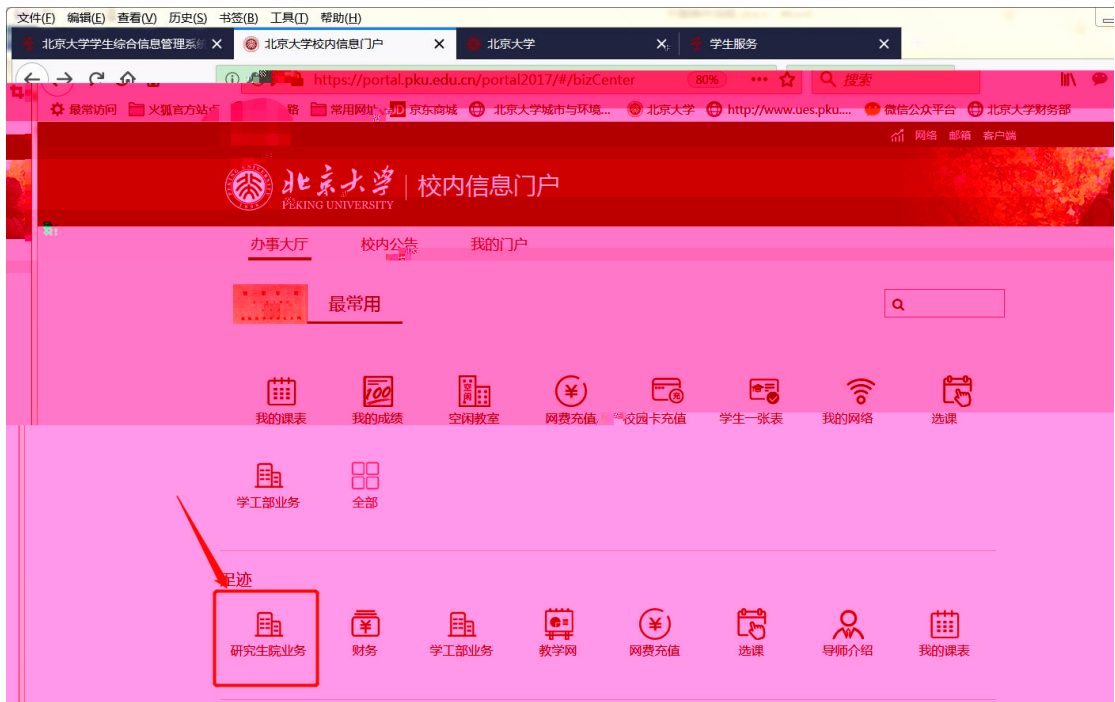 文件(F) 编辑(E) 查看(V) 历史(S) 书签(B) 工具(T) 帮助(H)
北京大学学生综合信息管理系统 北京大学校内信息门户 北京大学 学生服务
https://portal.pku.edu.cn/portal2017/#/bizCenter 80% 搜索
最常访问 火狐官方站点 常用网址 JD 京东商城 北京大学城市与环境... 北京大学 http://www.ues.pku.... 微信公众平台 北京大学财务部
网络 邮箱 客户端
北京大学 校内信息门户
PEKING UNIVERSITY
办事大厅 校内公告 我的门户
最常用
我的课表 我的成绩 空闲教室 网费充值 校园卡充值 学生一张表 我的网络 选课
学工部业务 全部
足迹
研究生院业务 财务 学工部业务 教学网 网费充值 选课 导师介绍 我的课表